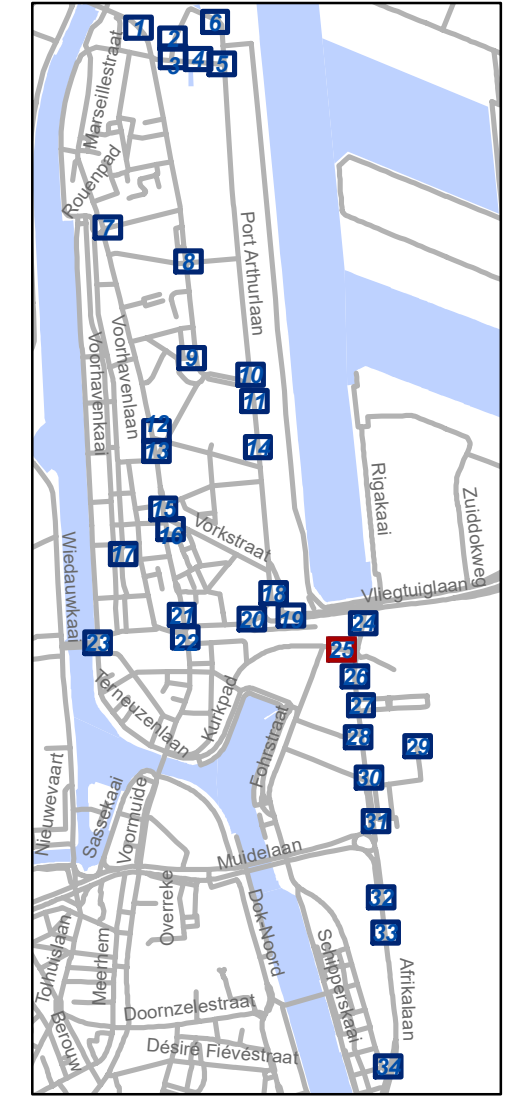 1
2
6
3
4
5
Marseillestraat
Rouenpad
7
8
Port Arthurlaan
Voorhavenlaan
Voorhavenkaai
9
10
11
12
13
14
Rigakaai
Zuiddokweg
15
16
Vorkstraat
17
Wiedauwkaai
18
Vliegtuiglaan
19
20
21
22
23
24
25
26
Terneuzenlaan
Kurkpad
27
Fohrstraat
28
29
30
Nieuwevaart
Sassekaai
Voormuide
31
Muidelaan
Overreke
32
Dok-Noord
33
Tolhuislaan
Meerhem
Schipperskaai
Afrikalaan
Doornzelestraat
Berouw
Désiré Fiévéstraat
34